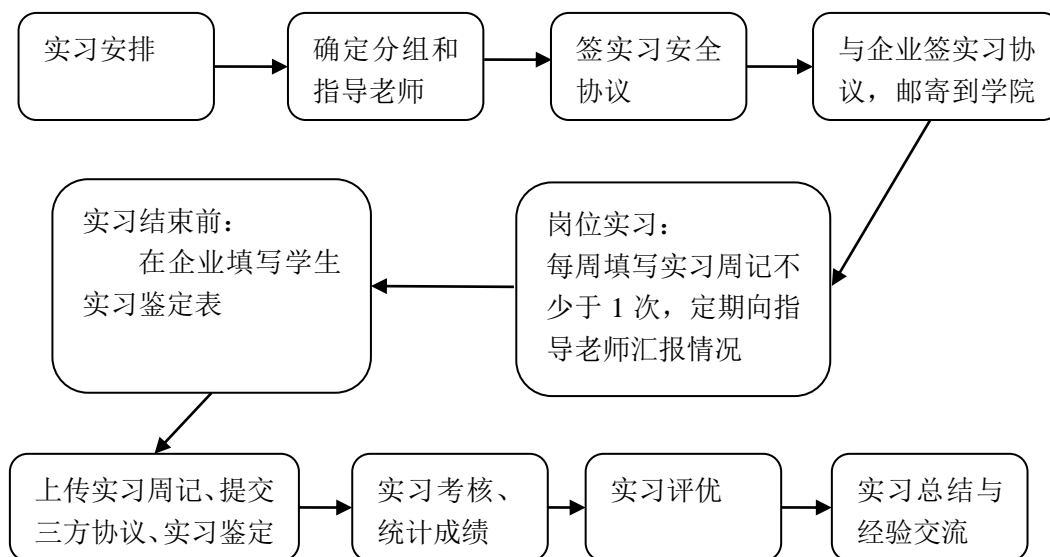 实习安排
确定分组和
指导老师
签实习安全
协议
与企业签实习协
议，邮寄到学院
实习结束前：
在企业填写学生
实习鉴定表
岗位实习：
每周填写实习周记不
少于 1 次，定期向指
导老师汇报情况
上传实习周记、提交
三方协议、实习鉴定
实习考核、
统计成绩
实习评优
实习总结与
经验交流